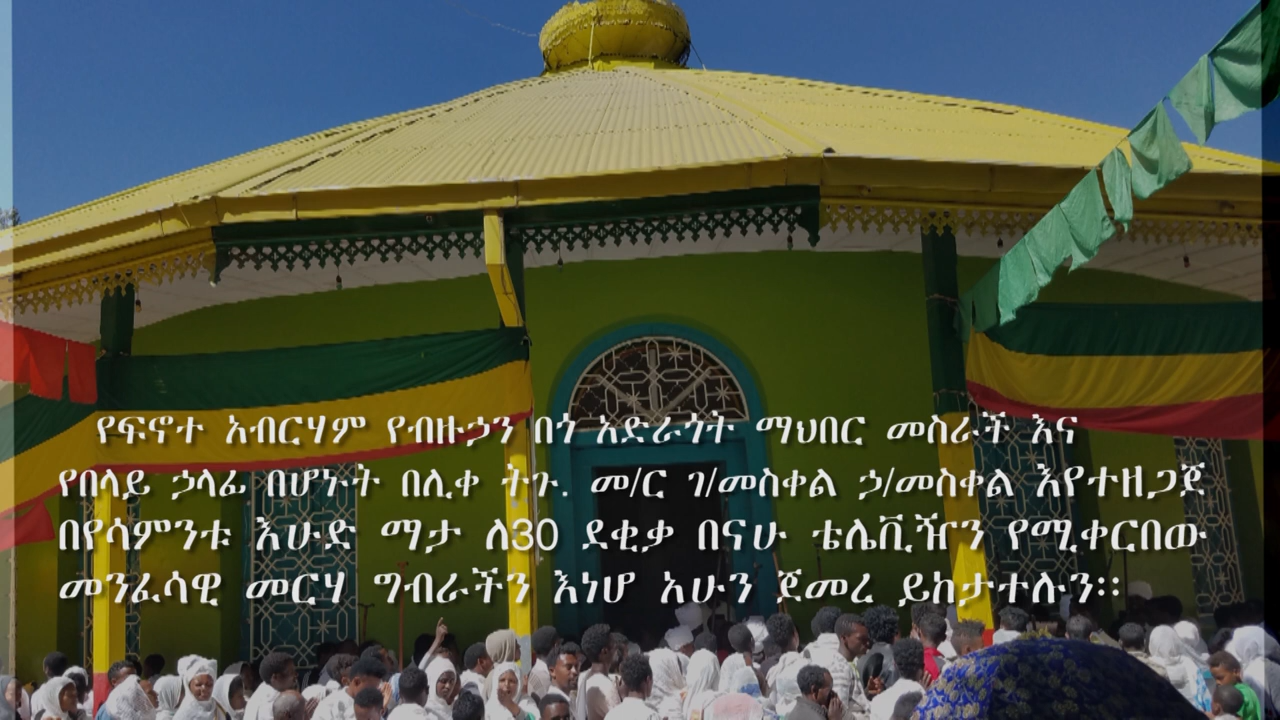 የፍኖተ አብርሃም የብዙኃን በጎ አድራጎት ማህበር መስራች እና
የበላይ ኃላፊ በሆኑት በሊቀ ትጉ. መ/ር ገ/መስቀል ኃ/መስቀል እየተዘጋጀ
በየሳምንቱ እሁድ ማታ ለ30 ደቂቃ በናሁ ቴሌቪዥን የሚቀርበው
መንፈሳዊ መርሃ ግብራችን እነሆ አሁን ጀመረ ይከታተሉን፡፡